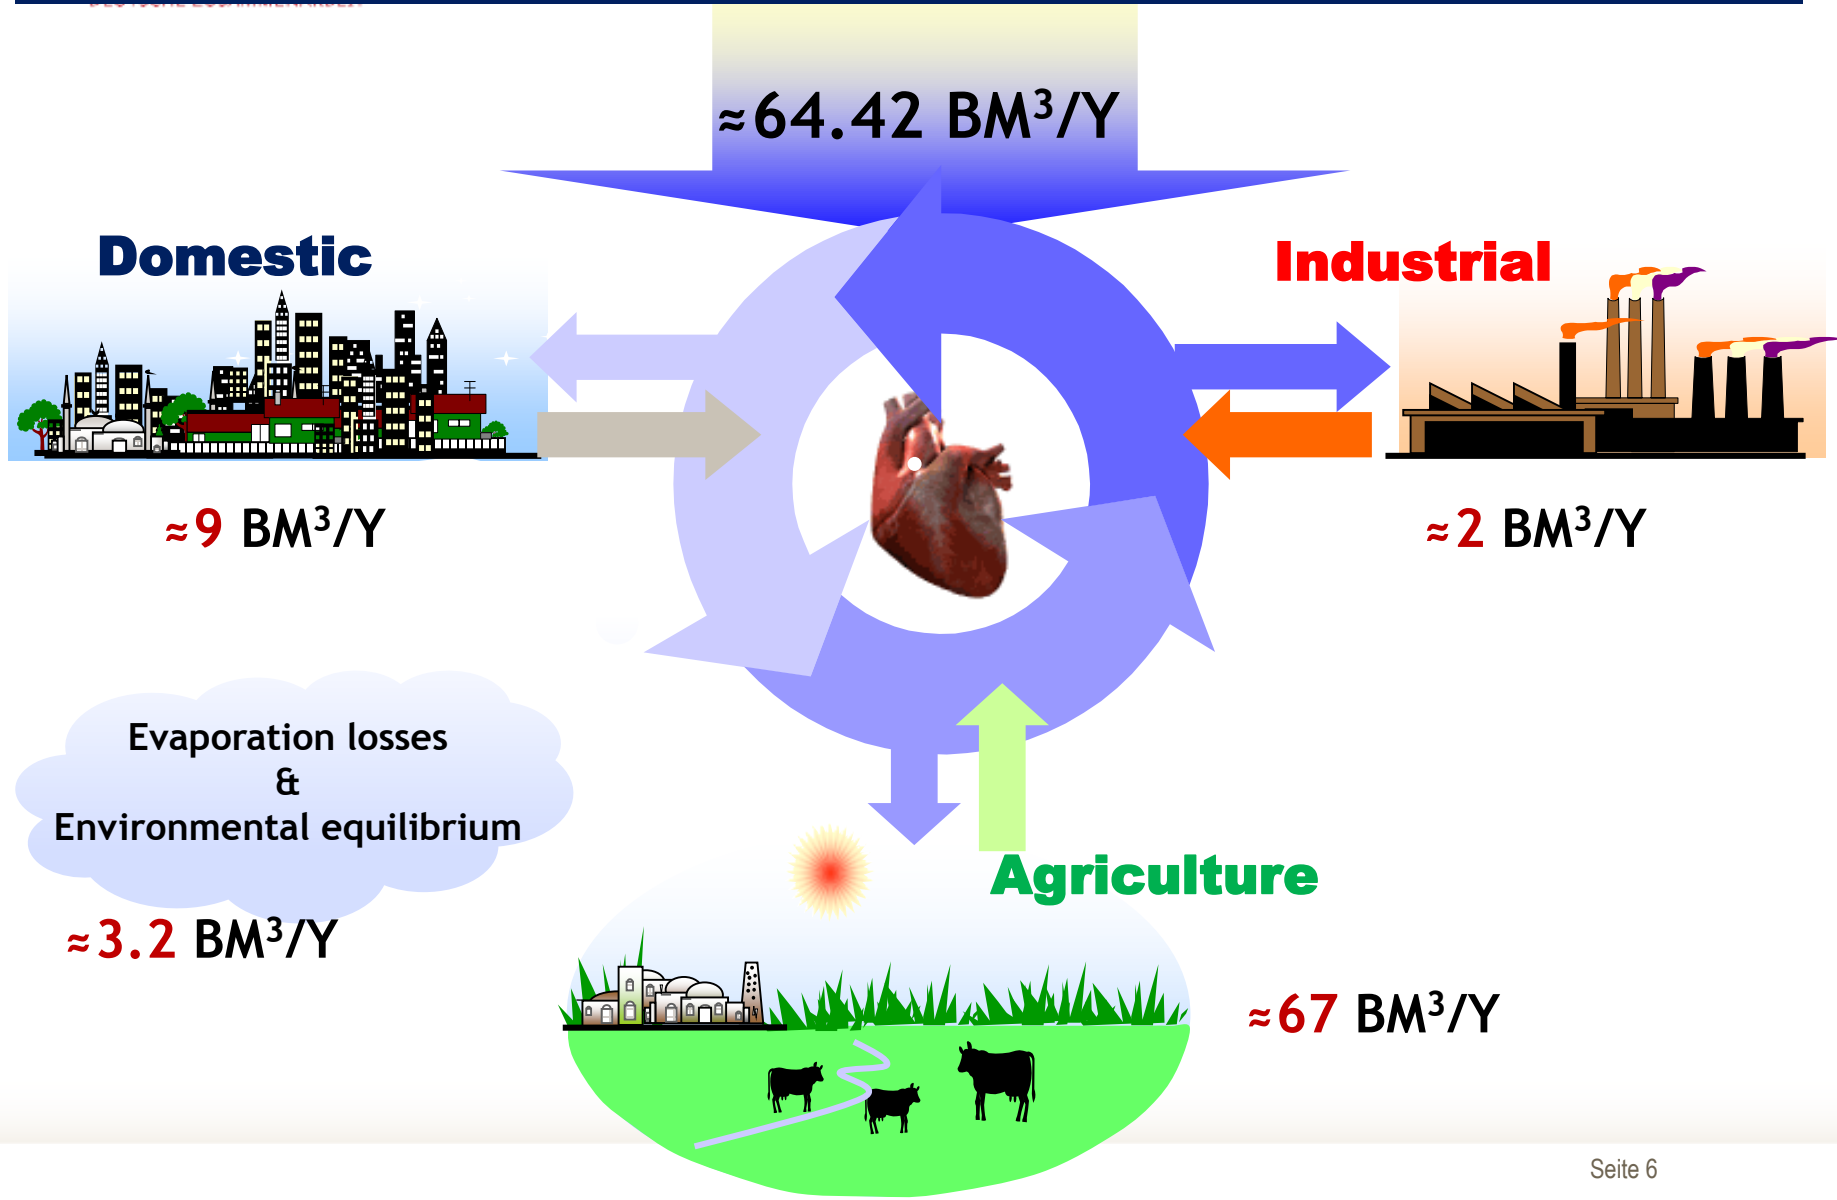 ≈64.42 BM³/Y
Domestic
Industrial
≈9 BM³/Y
≈2 BM³/Y
Evaporation losses
&
Environmental equilibrium
≈3.2 BM³/Y
Agriculture
≈67 BM³/Y
Seite 6